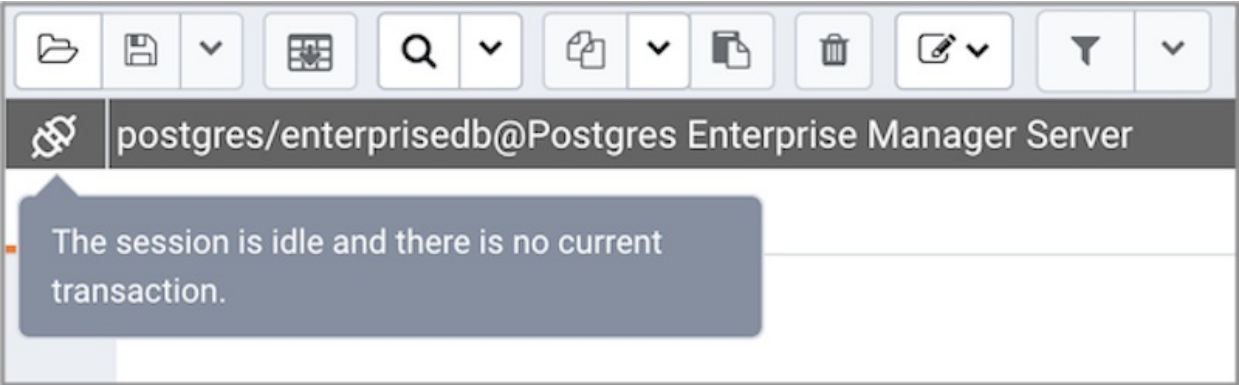 postgres/enterprisedb@Postgres Enterprise Manager Server
The session is idle and there is no current
transaction.